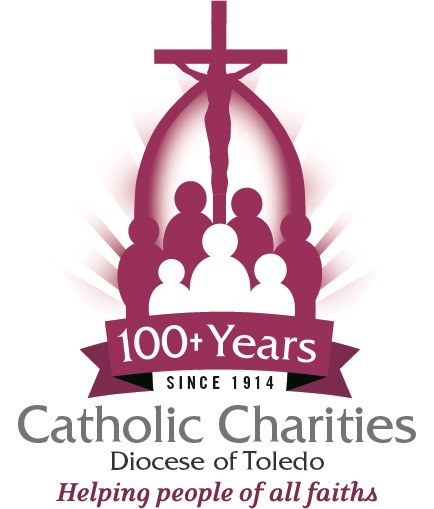 100+Years
SINCE 1914
Catholic Charities
Diocese of Toledo
Helping people of all faiths